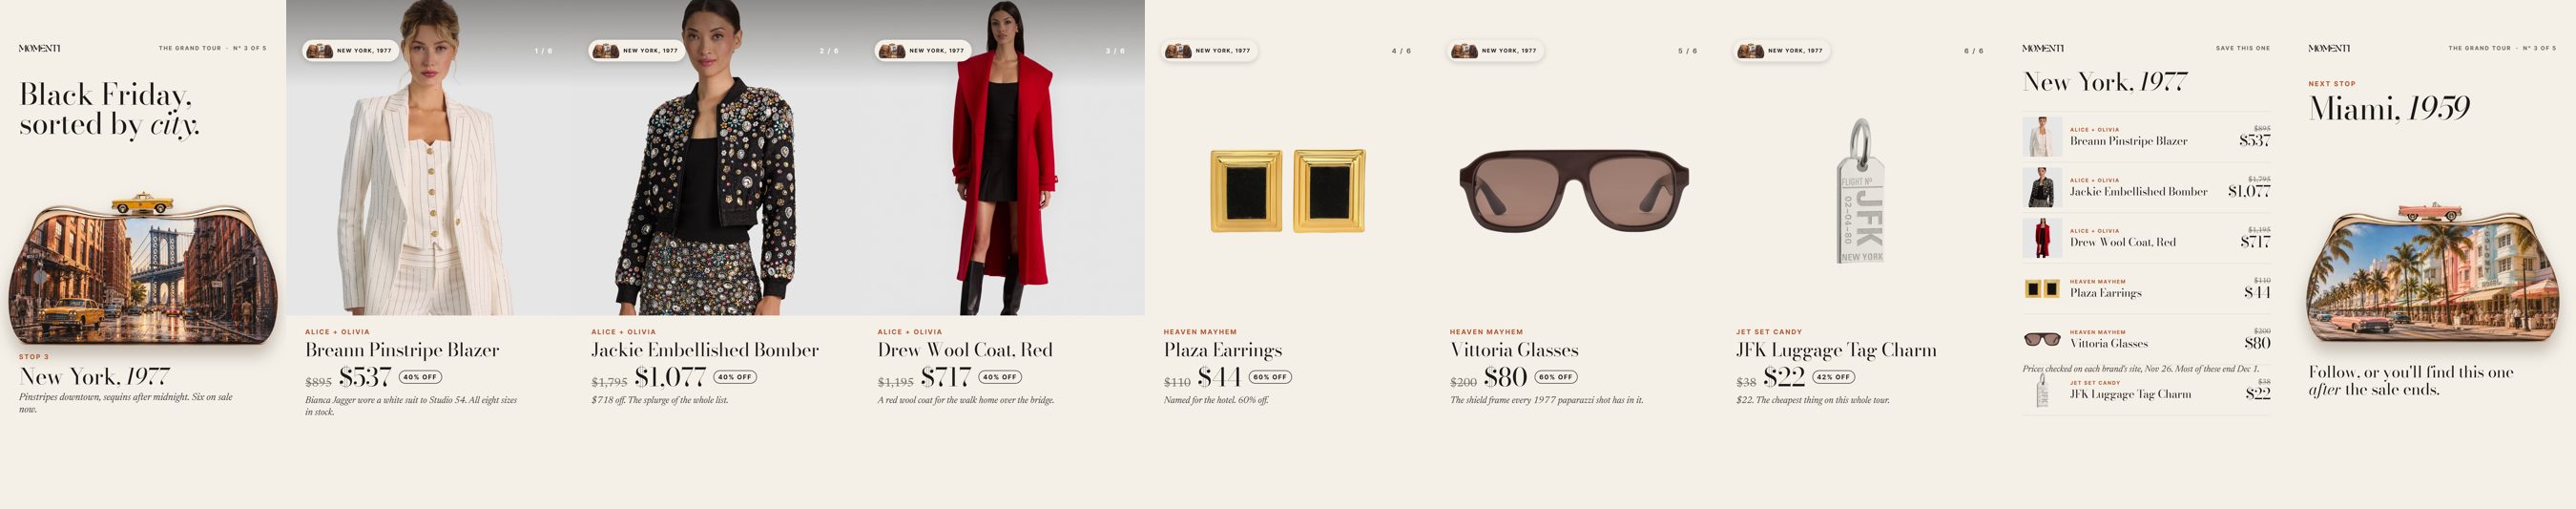 MOMENTI
THE GRAND TOUR · N° 3 OF 5
Black Friday,
sorted by city.
STOP 3
New York, 1977
Pinstripes downtown, sequins after midnight. Six on sale
now.
NEW YORK, 1977
1 / 6
ALICE + OLIVIA
Breann Pinstripe Blazer
$895 $537 40% OFF
Bianca Jagger wore a white suit to Studio 54. All eight sizes
in stock.
NEW YORK, 1977
2 / 6
ALICE + OLIVIA
Jackie Embellished Bomber
$1,795 $1,077 40% OFF
$718 off. The splurge of the whole list.
NEW YORK, 1977
3 / 6
ALICE + OLIVIA
Drew Wool Coat, Red
$1,195 $717 40% OFF
A red wool coat for the walk home over the bridge.
NEW YORK, 1977
4 / 6
HEAVEN MAYHEM
Plaza Earrings
$110 $44 60% OFF
Named for the hotel. 60% off.
NEW YORK, 1977
5 / 6
HEAVEN MAYHEM
Vittoria Glasses
$200 $80 60% OFF
The shield frame every 1977 paparazzi shot has in it.
NEW YORK, 1977
6 / 6
FLIGHT Nº
02-04-80
JFK
NEW YORK
JET SET CANDY
JFK Luggage Tag Charm
$38 $22 42% OFF
$22. The cheapest thing on this whole tour.
MOMENTI
SAVE THIS ONE
New York, 1977
ALICE + OLIVIA
Breann Pinstripe Blazer
$895
$537
ALICE + OLIVIA
Jackie Embellished Bomber
$1,795
$1,077
ALICE + OLIVIA
Drew Wool Coat, Red
$1,195
$717
HEAVEN MAYHEM
Plaza Earrings
$110
$44
HEAVEN MAYHEM
Vittoria Glasses
$200
$80
Prices checked on each brand's site, Nov 26. Most of these end Dec 1.
JET SET CANDY
JFK Luggage Tag Charm
$38
$22
MOMENTI
THE GRAND TOUR · N° 3 OF 5
NEXT STOP
Miami, 1959
Follow, or you'll find this one
after the sale ends.